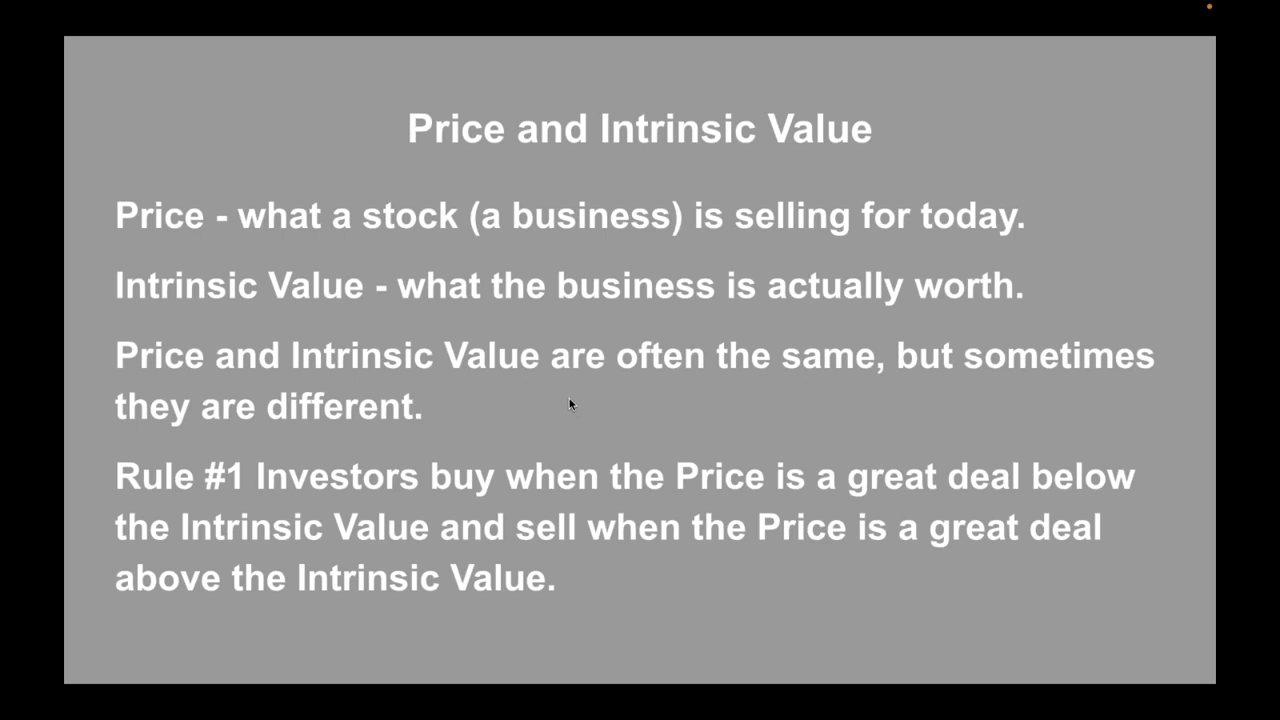 Price and Intrinsic Value
Price - what a stock (a business) is selling for today.
Intrinsic Value - what the business is actually worth.
Price and Intrinsic Value are often the same, but sometimes
they are different.
Rule #1 Investors buy when the Price is a great deal below
the Intrinsic Value and sell when the Price is a great deal
above the Intrinsic Value.